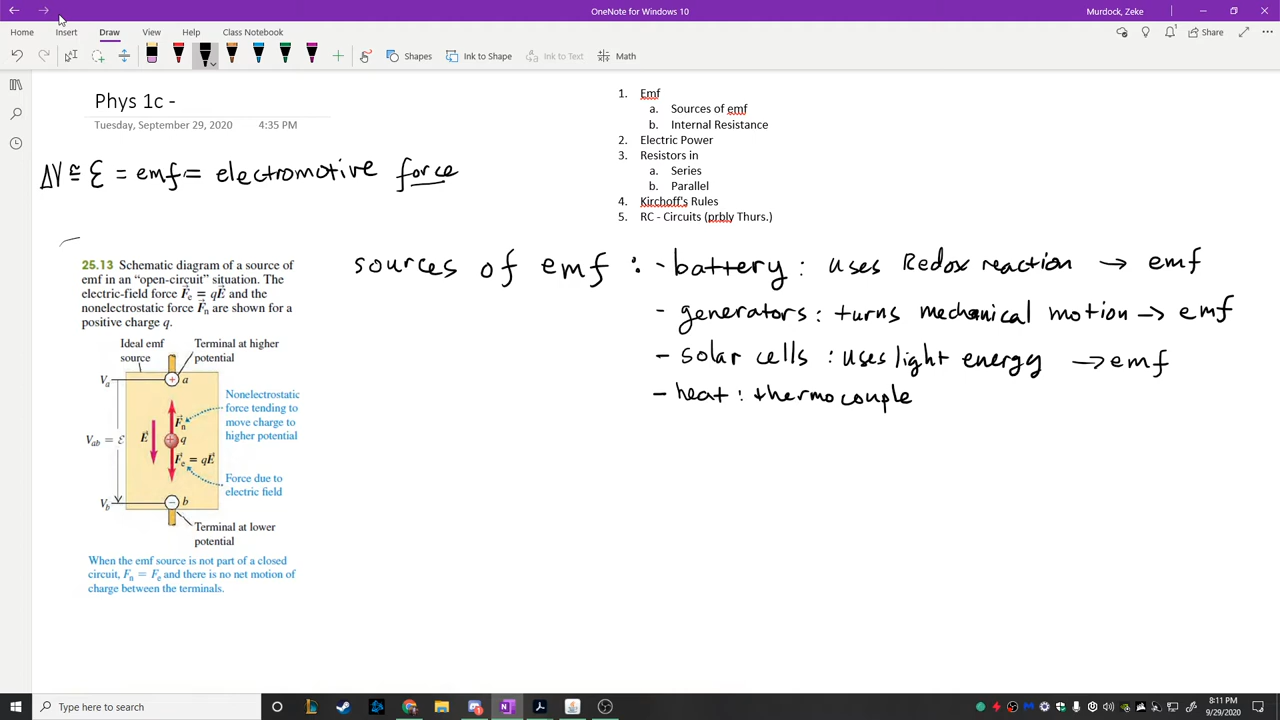 OneNote for Windows 10
Murdock, Zeke
Home Insert Draw View Help Class Notebook
Share
Shapes Ink to Shape Ink to Text Math
Phys 1c -
Tuesday, September 29, 2020 4:35 PM
1. Emf
a. Sources of emf
b. Internal Resistance
2. Electric Power
3. Resistors in
a. Series
b. Parallel
4. Kirchoff's Rules
5. RC - Circuits (prbly Thurs.)
ΔV ≅ ℰ = emf = electromotive force
sources of emf : - battery : uses Redox reaction → emf
- generators : turns mechanical motion → emf
- solar cells : uses light energy → emf
- heat : thermocouple
25.13 Schematic diagram of a source of
emf in an "open-circuit" situation. The
electric-field force F⃗e = qE⃗ and the
nonelectrostatic force F⃗n are shown for a
positive charge q.
Ideal emf
source
Terminal at higher
potential
Va
+ a
Nonelectrostatic
force tending to
move charge to
higher potential
F⃗n
Vab = ℰ
E⃗
+ q
F⃗e = qE⃗
Force due to
electric field
Vb
− b
Terminal at lower
potential
When the emf source is not part of a closed
circuit, Fn = Fe and there is no net motion of
charge between the terminals.
Type here to search
8:11 PM
9/29/2020